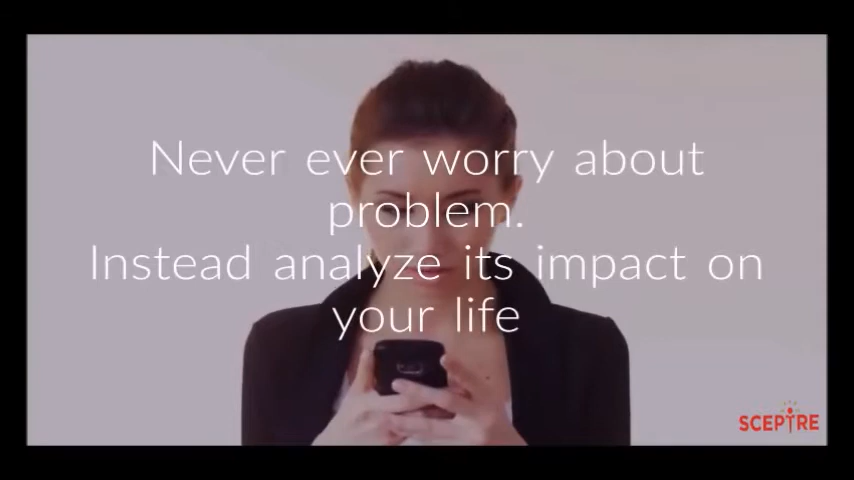 Never ever worry about
problem.
Instead analyze its impact on
your life
SCEPTRE